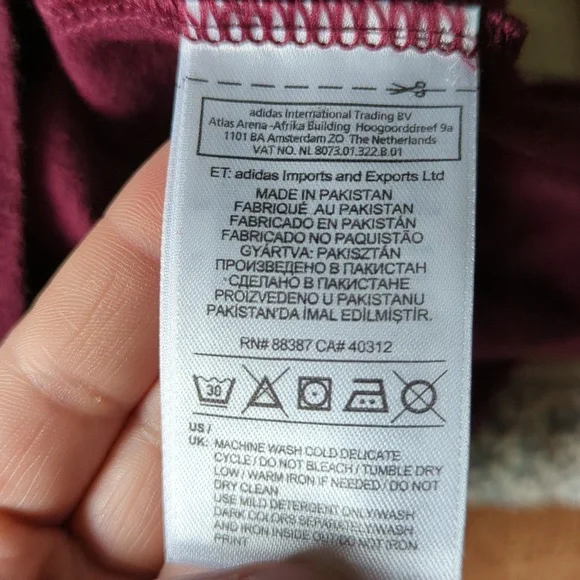 adidas International Trading BV
Atlas Arena-Afrika Building Hoogoorddreef 9a
1101 BA Amsterdam ZO The Netherlands
VAT NO. NL 8073.01.322.B.01
ET: adidas Imports and Exports Ltd
MADE IN PAKISTAN
FABRIQUÉ AU PAKISTAN
FABRICADO EN PAKISTÁN
FABRICADO NO PAQUISTÃO
GYÁRTVA: PAKISZTÁN
ПРОИЗВЕДЕНО В ПАКИСТАН
СДЕЛАНО В ПАКИСТАНЕ
PROIZVEDENO U PAKISTANU
PAKİSTAN'DA İMAL EDİLMİŞTİR.
RN# 88387 CA# 40312
30
US /
UK: MACHINE WASH COLD DELICATE
CYCLE / DO NOT BLEACH / TUMBLE DRY
LOW / WARM IRON IF NEEDED / DO NOT
DRY CLEAN
USE MILD DETERGENT ONLY/WASH
DARK COLORS SEPARATELY/WASH
AND IRON INSIDE OUT/DO NOT IRON
PRINT